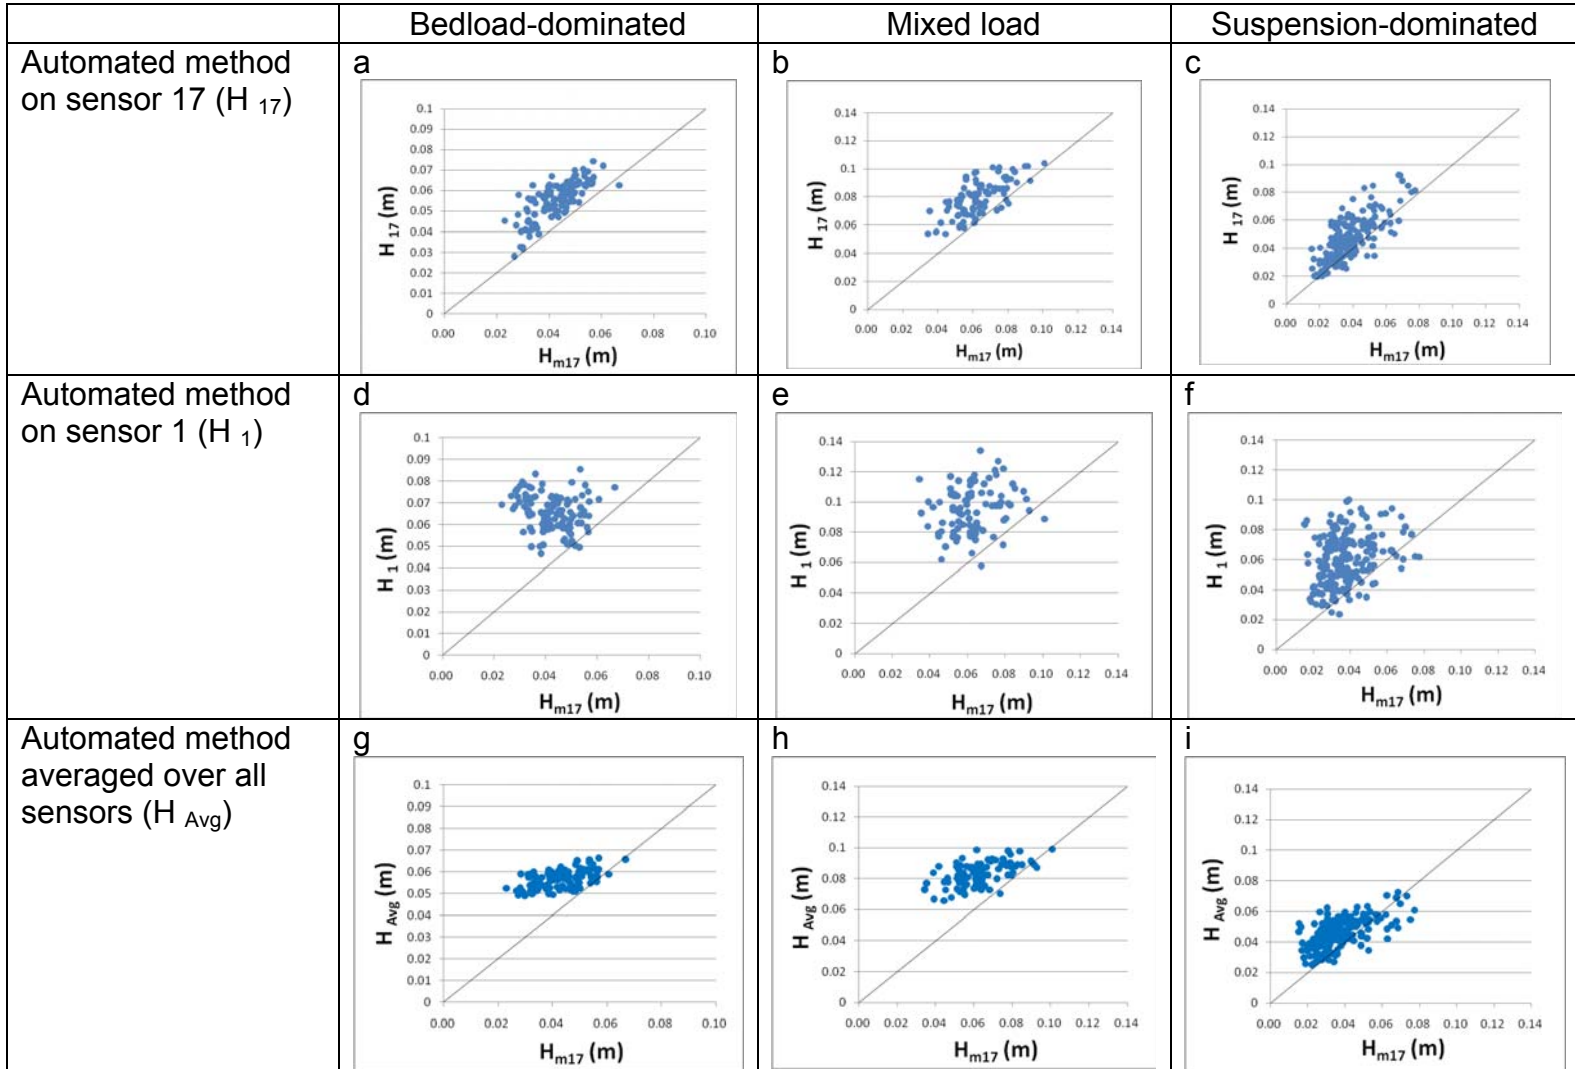 Bedload-dominated
Mixed load
Suspension-dominated
Automated method
on sensor 17 (H 17)
a
0.1
0.09
0.08
0.07
0.06
0.05
0.04
0.03
0.02
0.01
0
0.00 0.02 0.04 0.06 0.08 0.10
H 17 (m)
Hm17 (m)
b
0.14
0.12
0.1
0.08
0.06
0.04
0.02
0
0.00 0.02 0.04 0.06 0.08 0.10 0.12 0.14
H 17 (m)
Hm17 (m)
c
0.14
0.12
0.1
0.08
0.06
0.04
0.02
0
0.00 0.02 0.04 0.06 0.08 0.10 0.12 0.14
H 17 (m)
Hm17 (m)
Automated method
on sensor 1 (H 1)
d
0.1
0.09
0.08
0.07
0.06
0.05
0.04
0.03
0.02
0.01
0
0.00 0.02 0.04 0.06 0.08 0.10
H 1 (m)
Hm17 (m)
e
0.14
0.12
0.1
0.08
0.06
0.04
0.02
0
0.00 0.02 0.04 0.06 0.08 0.10 0.12 0.14
H 1 (m)
Hm17 (m)
f
0.14
0.12
0.1
0.08
0.06
0.04
0.02
0
0.00 0.02 0.04 0.06 0.08 0.10 0.12 0.14
H 1 (m)
Hm17 (m)
Automated method
averaged over all
sensors (H Avg)
g
0.1
0.09
0.08
0.07
0.06
0.05
0.04
0.03
0.02
0.01
0
0.00 0.02 0.04 0.06 0.08 0.10
H Avg (m)
Hm17 (m)
h
0.14
0.12
0.1
0.08
0.06
0.04
0.02
0
0.00 0.02 0.04 0.06 0.08 0.10 0.12 0.14
H Avg (m)
Hm17 (m)
i
0.14
0.12
0.1
0.08
0.06
0.04
0.02
0
0.00 0.02 0.04 0.06 0.08 0.10 0.12 0.14
H Avg (m)
Hm17 (m)